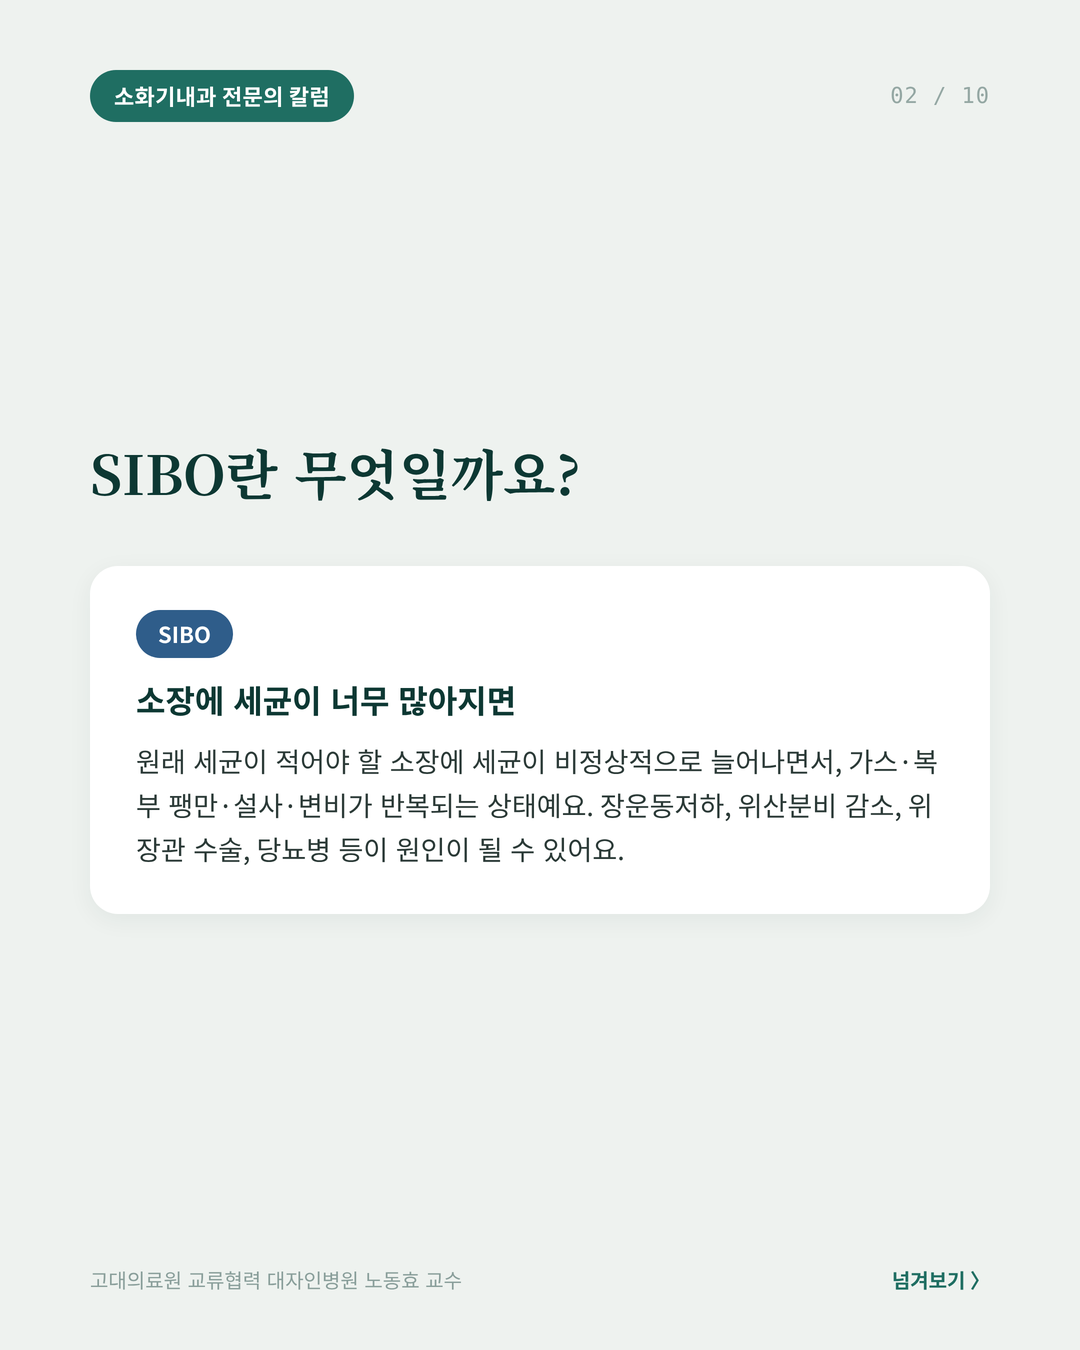 소화기내과 전문의 칼럼
02 / 10
SIBO란 무엇일까요?
SIBO
소장에 세균이 너무 많아지면
원래 세균이 적어야 할 소장에 세균이 비정상적으로 늘어나면서, 가스·복
부 팽만·설사·변비가 반복되는 상태예요. 장운동저하, 위산분비 감소, 위
장관 수술, 당뇨병 등이 원인이 될 수 있어요.
고대의료원 교류협력 대자인병원 노동효 교수
넘겨보기 〉